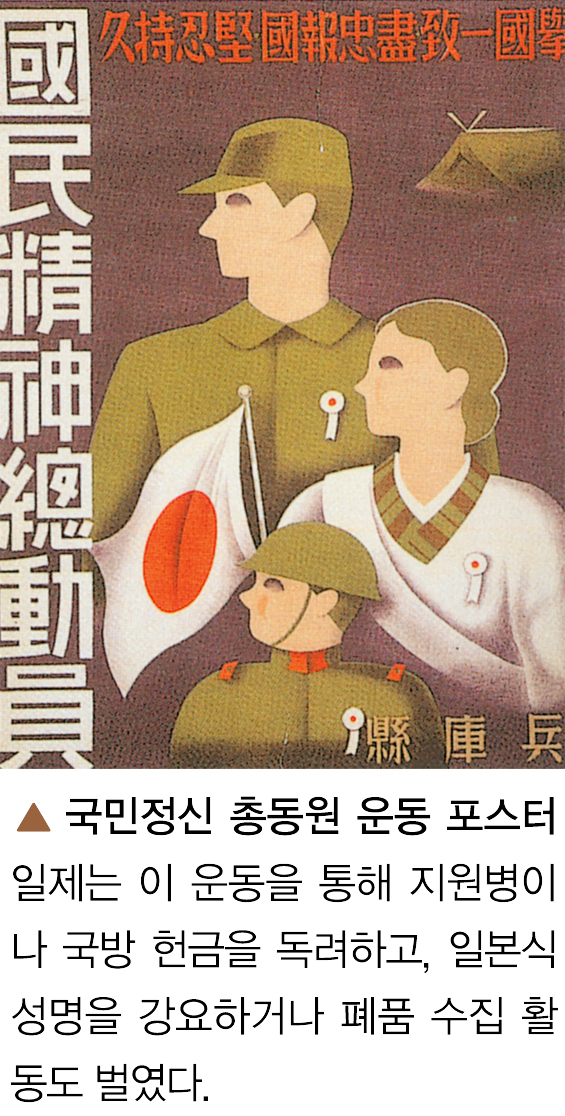 擧國一致・盡忠報國・堅忍持久
國民精神總動員
兵庫縣
▲ 국민정신 총동원 운동 포스터
일제는 이 운동을 통해 지원병이
나 국방 헌금을 독려하고, 일본식
성명을 강요하거나 폐품 수집 활
동도 벌였다.